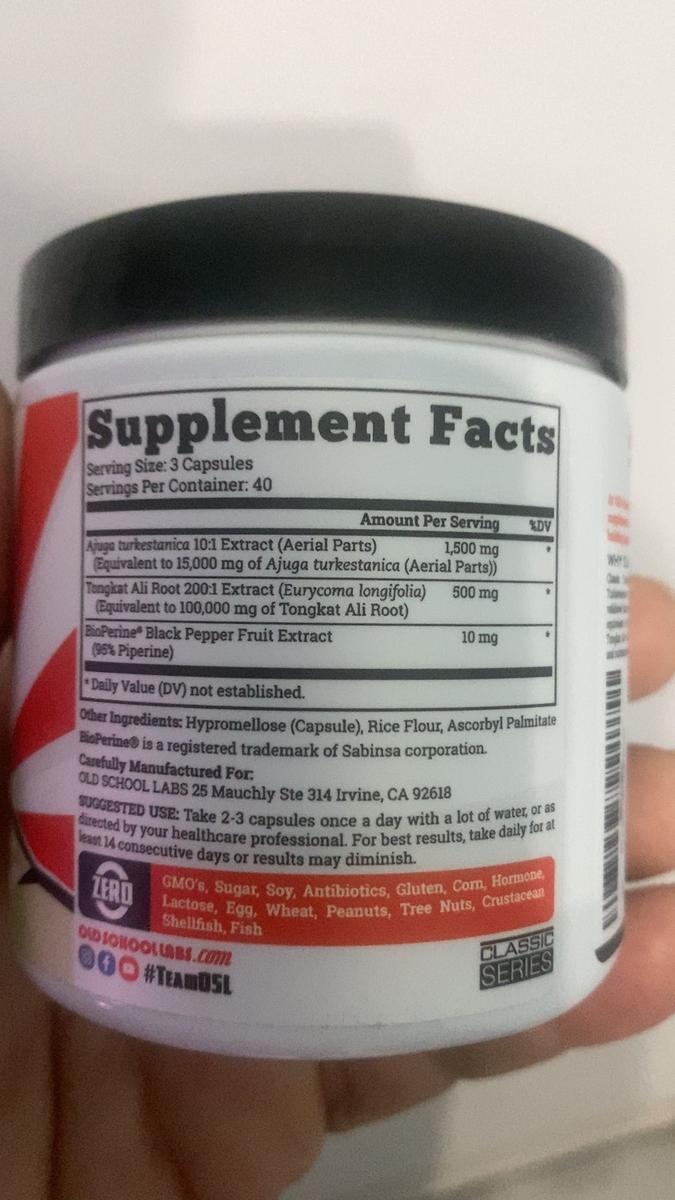 Supplement Facts
Serving Size: 3 Capsules
Servings Per Container: 40
Amount Per Serving %DV
Ajuga turkestanica 10:1 Extract (Aerial Parts) 1,500 mg *
(Equivalent to 15,000 mg of Ajuga turkestanica (Aerial Parts))
Tongkat Ali Root 200:1 Extract (Eurycoma longifolia) 500 mg *
(Equivalent to 100,000 mg of Tongkat Ali Root)
BioPerine® Black Pepper Fruit Extract 10 mg *
(95% Piperine)
* Daily Value (DV) not established.
Other Ingredients: Hypromellose (Capsule), Rice Flour, Ascorbyl Palmitate
BioPerine® is a registered trademark of Sabinsa corporation.
Carefully Manufactured For:
OLD SCHOOL LABS 25 Mauchly Ste 314 Irvine, CA 92618
SUGGESTED USE: Take 2-3 capsules once a day with a lot of water, or as
directed by your healthcare professional. For best results, take daily for at
least 14 consecutive days or results may diminish.
ZERO
GMO's, Sugar, Soy, Antibiotics, Gluten, Corn, Hormone,
Lactose, Egg, Wheat, Peanuts, Tree Nuts, Crustacean
Shellfish, Fish
OLDSCHOOLLABS.com
#TEAMOSL
CLASSIC
SERIES
WHY